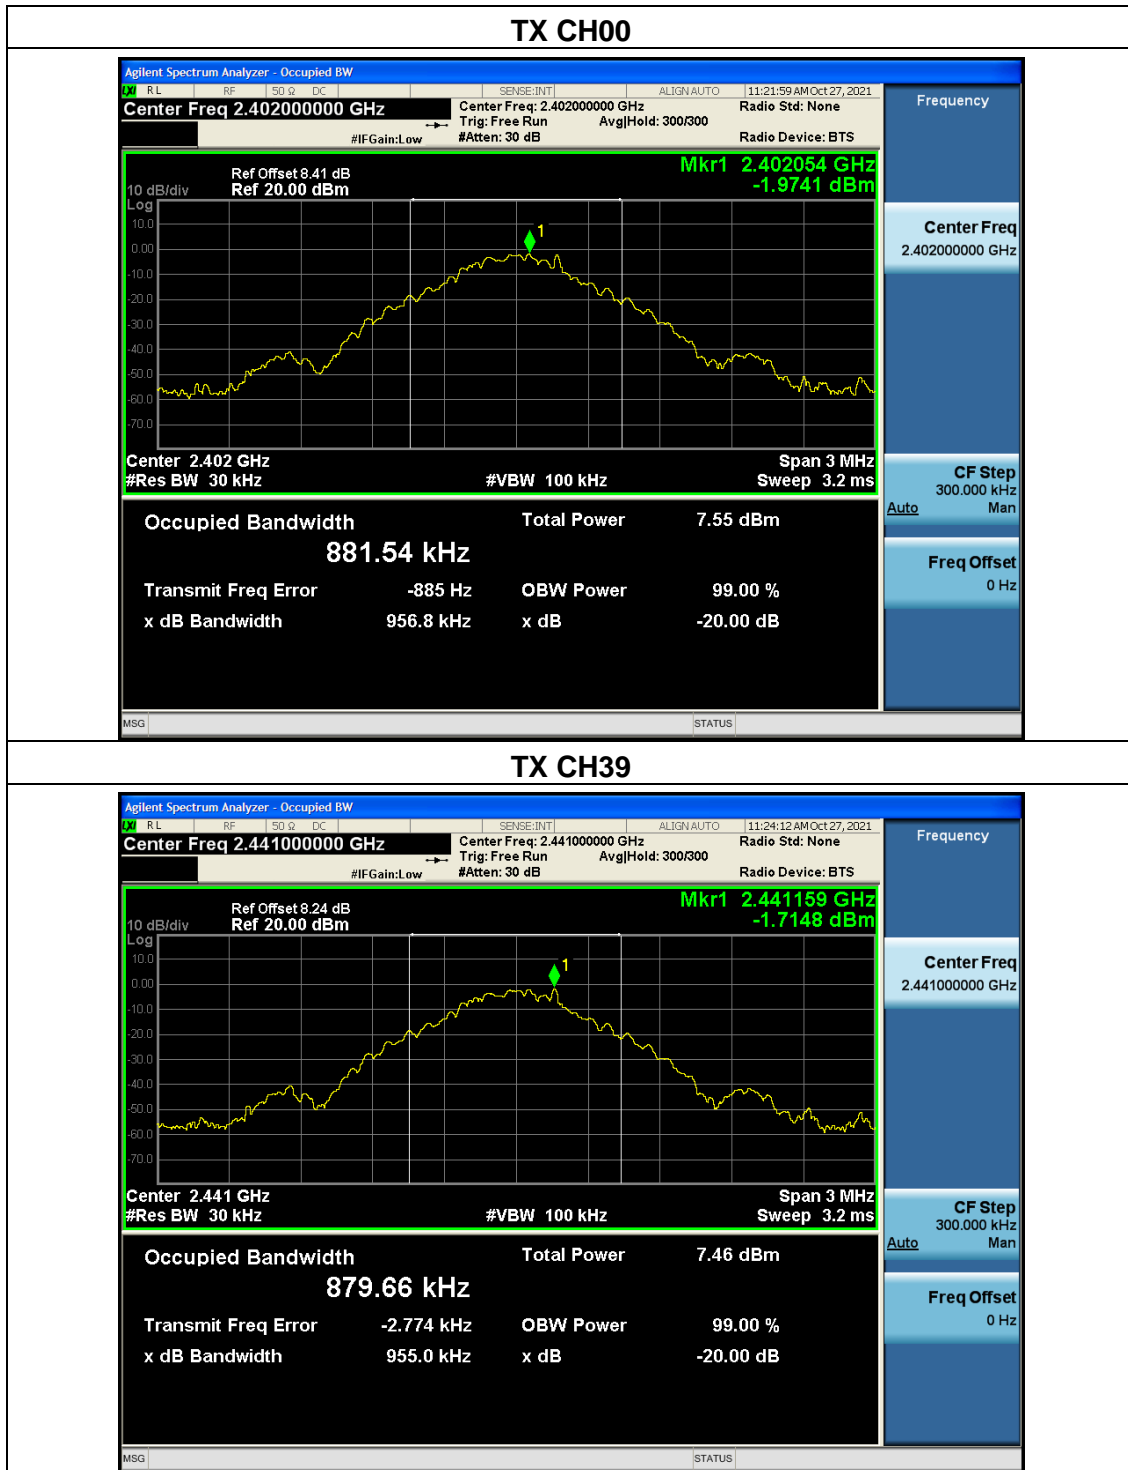 TX CH00
Agilent Spectrum Analyzer - Occupied BW
LXI RL RF 50 Ω DC SENSE:INT ALIGN AUTO 11:21:59 AM Oct 27, 2021
Center Freq 2.402000000 GHz
Center Freq: 2.402000000 GHz Radio Std: None
Trig: Free Run Avg|Hold: 300/300
#IFGain:Low #Atten: 30 dB Radio Device: BTS
Frequency
Mkr1 2.402054 GHz
-1.9741 dBm
Ref Offset 8.41 dB
10 dB/div Ref 20.00 dBm
Log
10.0
0.00
-10.0
-20.0
-30.0
-40.0
-50.0
-60.0
-70.0
1
Center 2.402 GHz Span 3 MHz
#Res BW 30 kHz #VBW 100 kHz Sweep 3.2 ms
Center Freq
2.402000000 GHz
CF Step
300.000 kHz
Auto Man
Freq Offset
0 Hz
Occupied Bandwidth Total Power 7.55 dBm
881.54 kHz
Transmit Freq Error -885 Hz OBW Power 99.00 %
x dB Bandwidth 956.8 kHz x dB -20.00 dB
MSG STATUS
TX CH39
Agilent Spectrum Analyzer - Occupied BW
LXI RL RF 50 Ω DC SENSE:INT ALIGN AUTO 11:24:12 AM Oct 27, 2021
Center Freq 2.441000000 GHz
Center Freq: 2.441000000 GHz Radio Std: None
Trig: Free Run Avg|Hold: 300/300
#IFGain:Low #Atten: 30 dB Radio Device: BTS
Frequency
Mkr1 2.441159 GHz
-1.7148 dBm
Ref Offset 8.24 dB
10 dB/div Ref 20.00 dBm
Log
10.0
0.00
-10.0
-20.0
-30.0
-40.0
-50.0
-60.0
-70.0
1
Center 2.441 GHz Span 3 MHz
#Res BW 30 kHz #VBW 100 kHz Sweep 3.2 ms
Center Freq
2.441000000 GHz
CF Step
300.000 kHz
Auto Man
Freq Offset
0 Hz
Occupied Bandwidth Total Power 7.46 dBm
879.66 kHz
Transmit Freq Error -2.774 kHz OBW Power 99.00 %
x dB Bandwidth 955.0 kHz x dB -20.00 dB
MSG STATUS